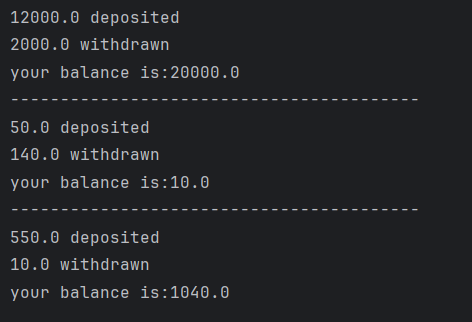 12000.0 deposited
2000.0 withdrawn
your balance is:20000.0
-----------------------------------------
50.0 deposited
140.0 withdrawn
your balance is:10.0
-----------------------------------------
550.0 deposited
10.0 withdrawn
your balance is:1040.0